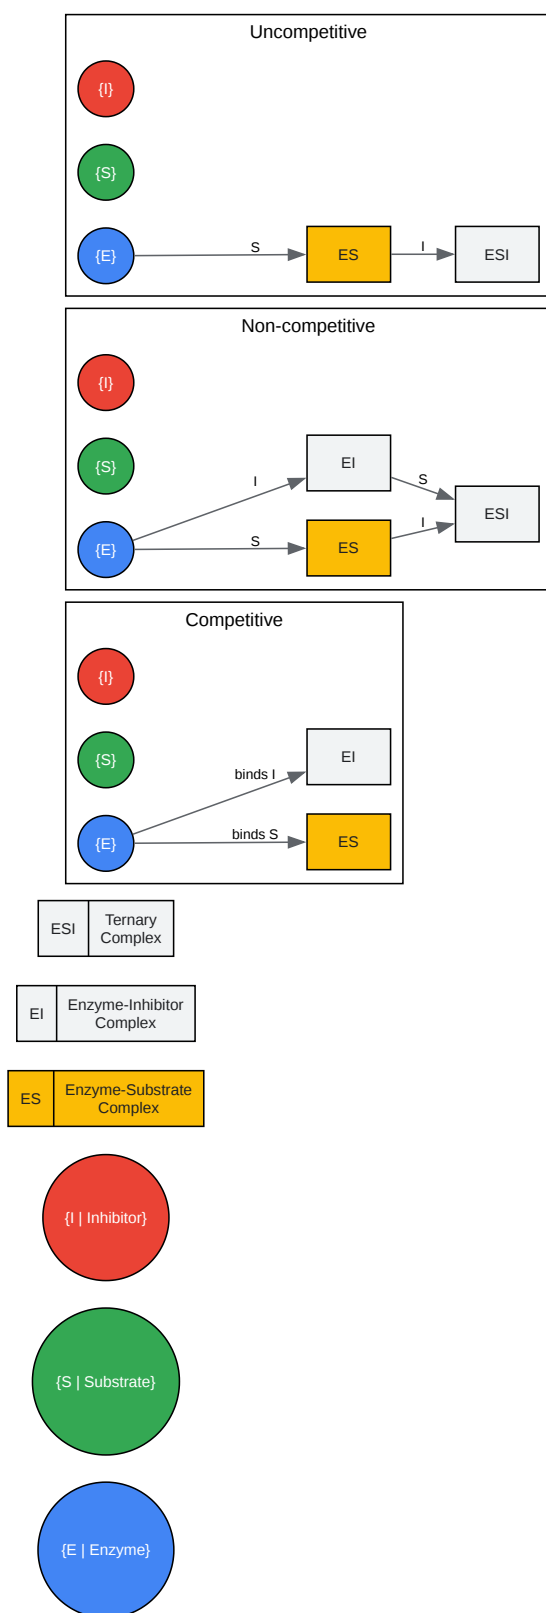 Uncompetitive
{I}
{S}
{E}
S
ES
I
ESI
Non-competitive
{I}
{S}
{E}
I
S
EI
ES
S
I
ESI
Competitive
{I}
{S}
{E}
binds I
binds S
EI
ES
ESI
Ternary
Complex
EI
Enzyme-Inhibitor
Complex
ES
Enzyme-Substrate
Complex
{I | Inhibitor}
{S | Substrate}
{E | Enzyme}